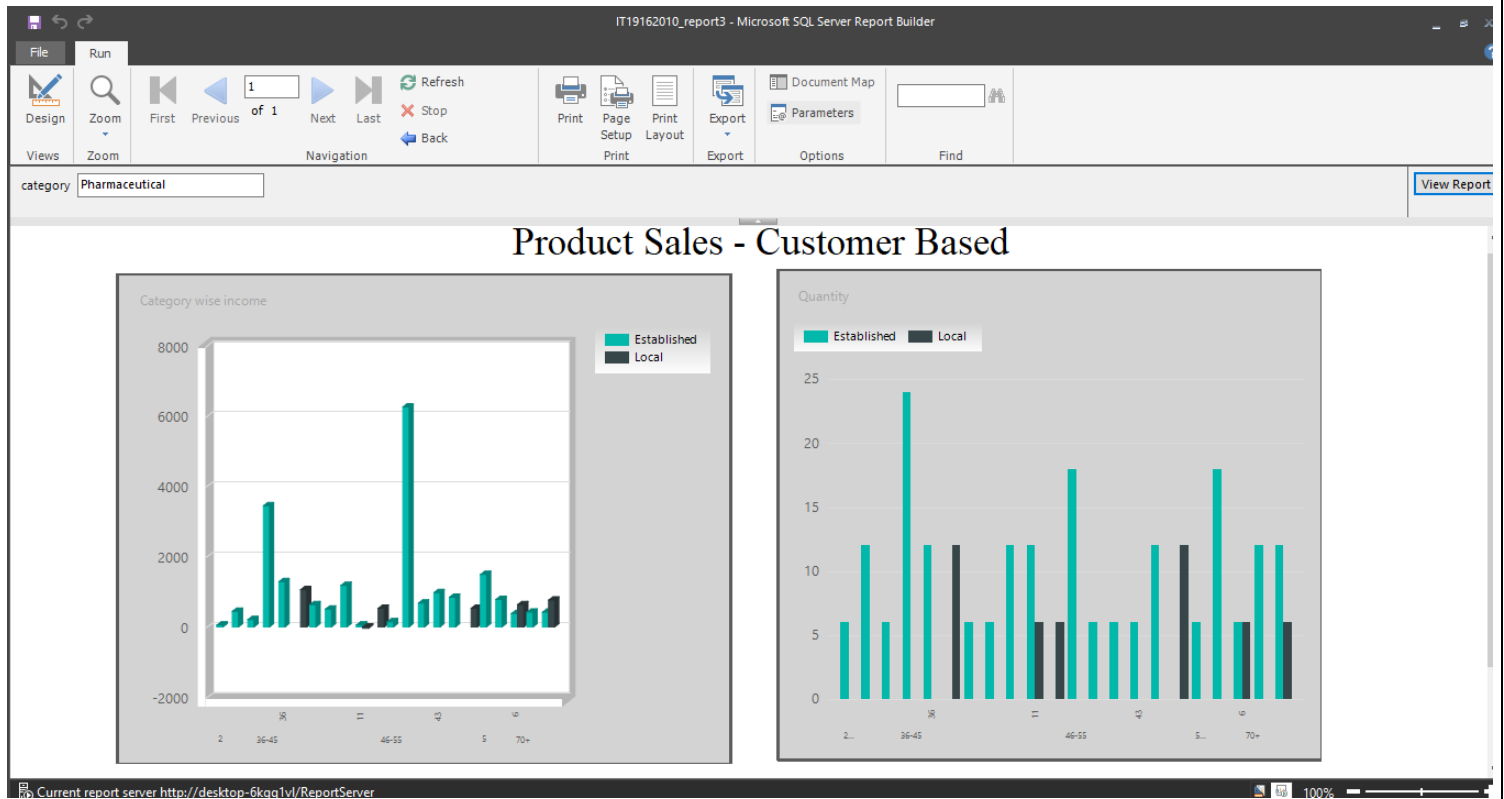 IT19162010_report3 - Microsoft SQL Server Report Builder
File Run
1
of 1
Design Zoom First Previous Next Last
Refresh
Stop
Back
Print Page Setup Print Layout Export
Document Map
Parameters
Views Zoom Navigation Print Export Options Find
category Pharmaceutical View Report
Product Sales - Customer Based
Category wise income
Established
Local
8000
6000
4000
2000
0
-2000
36 11 43 6
2 36-45 46-55 5 70+
Quantity
Established Local
25
20
15
10
5
0
36 11 43 6
2... 36-45 46-55 5... 70+
Current report server http://desktop-6kqq1vl/ReportServer
100%